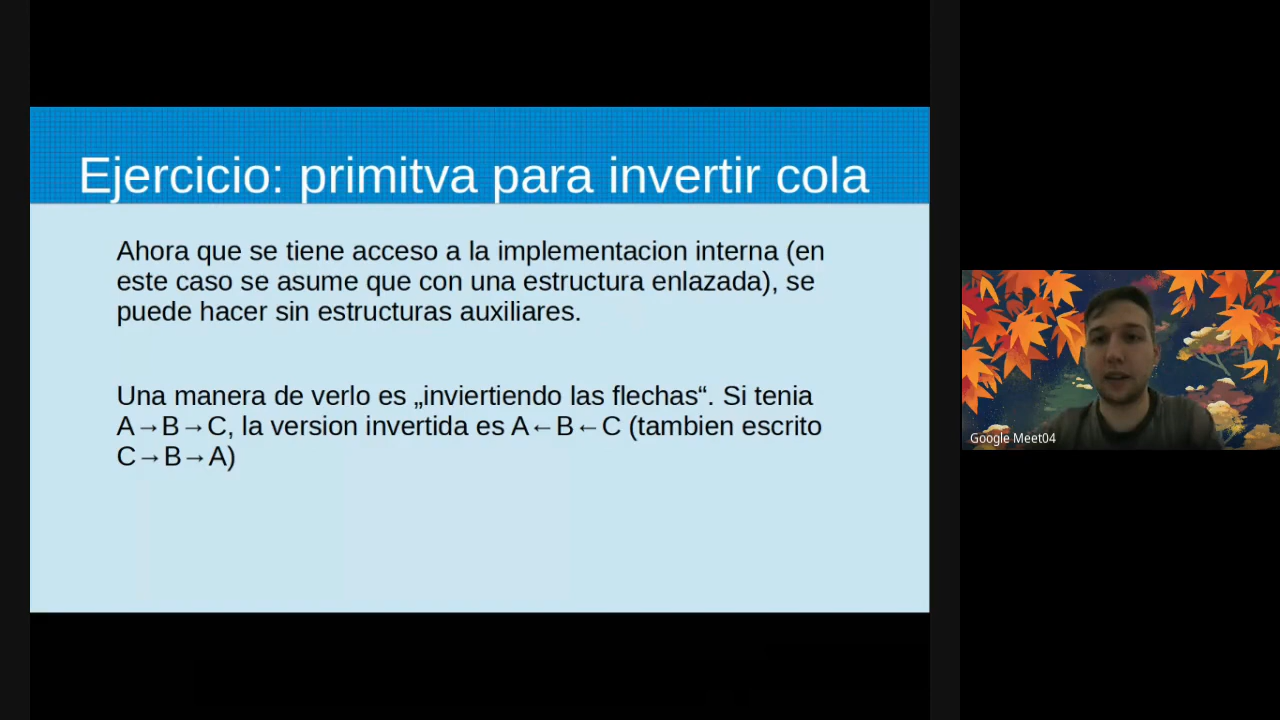 Ejercicio: primitva para invertir cola
Ahora que se tiene acceso a la implementacion interna (en
este caso se asume que con una estructura enlazada), se
puede hacer sin estructuras auxiliares.
Una manera de verlo es „inviertiendo las flechas“. Si tenia
A→B→C, la version invertida es A←B←C (tambien escrito
C→B→A)
Google Meet04